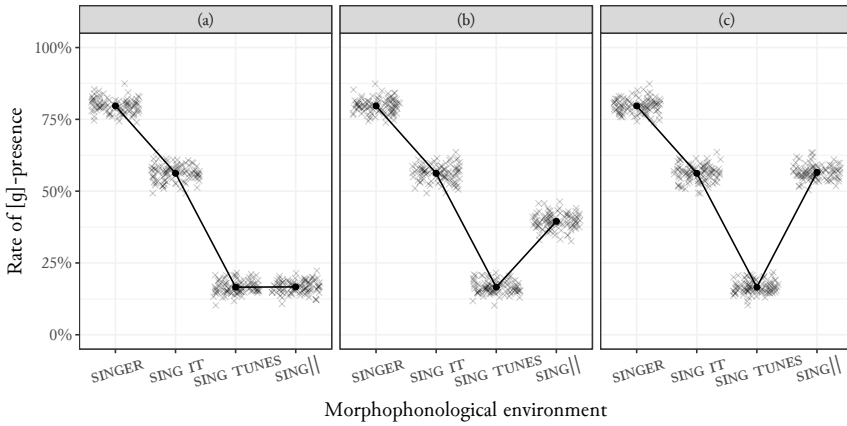 (a) (b) (c)
100%
75%
50%
25%
0%
Rate of [g]-presence
SINGER SING IT SING TUNES SING|| SINGER SING IT SING TUNES SING|| SINGER SING IT SING TUNES SING||
Morphophonological environment